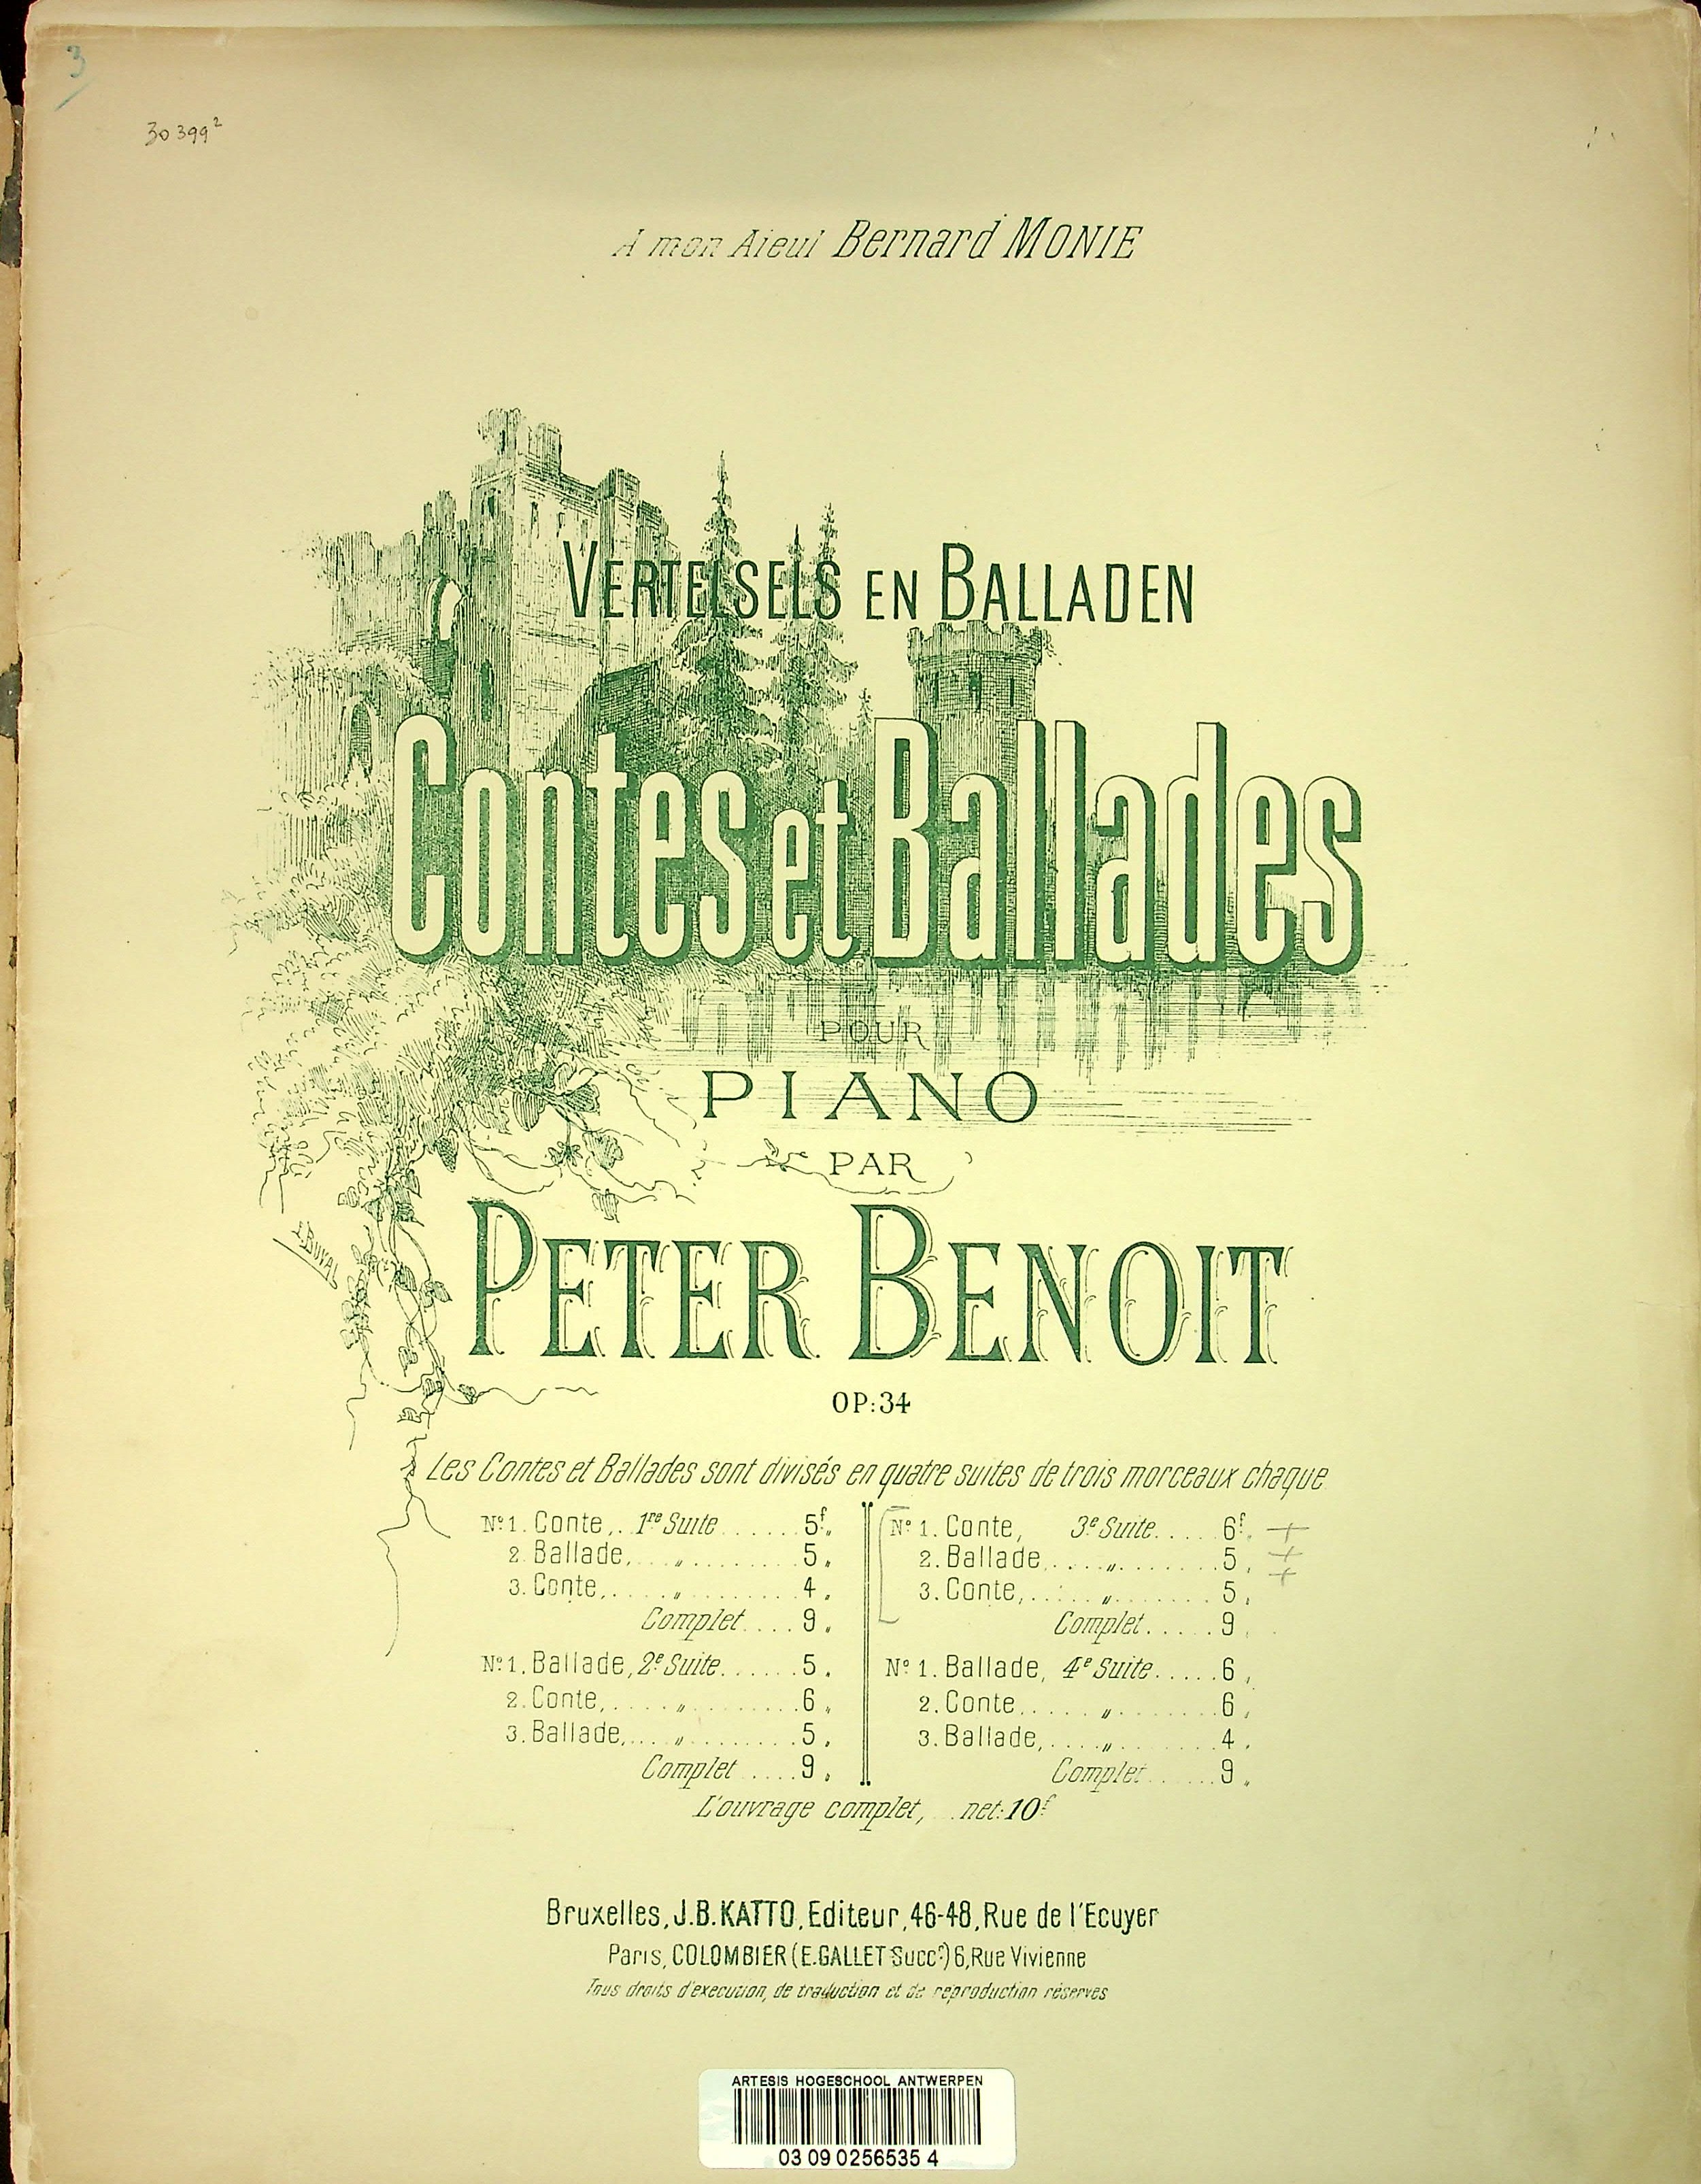 3
30 399²
A mon Aieul Bernard MONIE
VERTELSELS EN BALLADEN
Contes et Ballades
POUR
PIANO
PAR
PETER BENOIT
OP: 34
Les Contes et Ballades sont divisés en quatre suites de trois morceaux chaque
Nº 1. Conte, .. 1re Suite ...... 5f„
2. Ballade, ... „ ......... 5 „
3. Conte, ..... „ ......... 4 „
Complet .... 9 „
Nº 1. Ballade, 2e Suite ...... 5 „
2. Conte, ..... „ ......... 6 „
3. Ballade, .... „ ......... 5 „
Complet .... 9 „
Nº 1. Conte, 3e Suite ..... 6f„
2. Ballade, .... „ ........ 5 „
3. Conte, ...... „ ........ 5 „
Complet ..... 9 „
Nº 1. Ballade, 4e Suite ..... 6 „
2. Conte, ..... „ ........ 6 „
3. Ballade, .... „ ........ 4 „
Complet ...... 9 „
L'ouvrage complet, .. net: 10f
Bruxelles, J.B. KATTO, Editeur, 46-48, Rue de l'Ecuyer
Paris, COLOMBIER (E. GALLET Succr) 6, Rue Vivienne
Tous droits d'execution, de traduction et de reproduction réserves
ARTESIS HOGESCHOOL ANTWERPEN
03 09 0256535 4